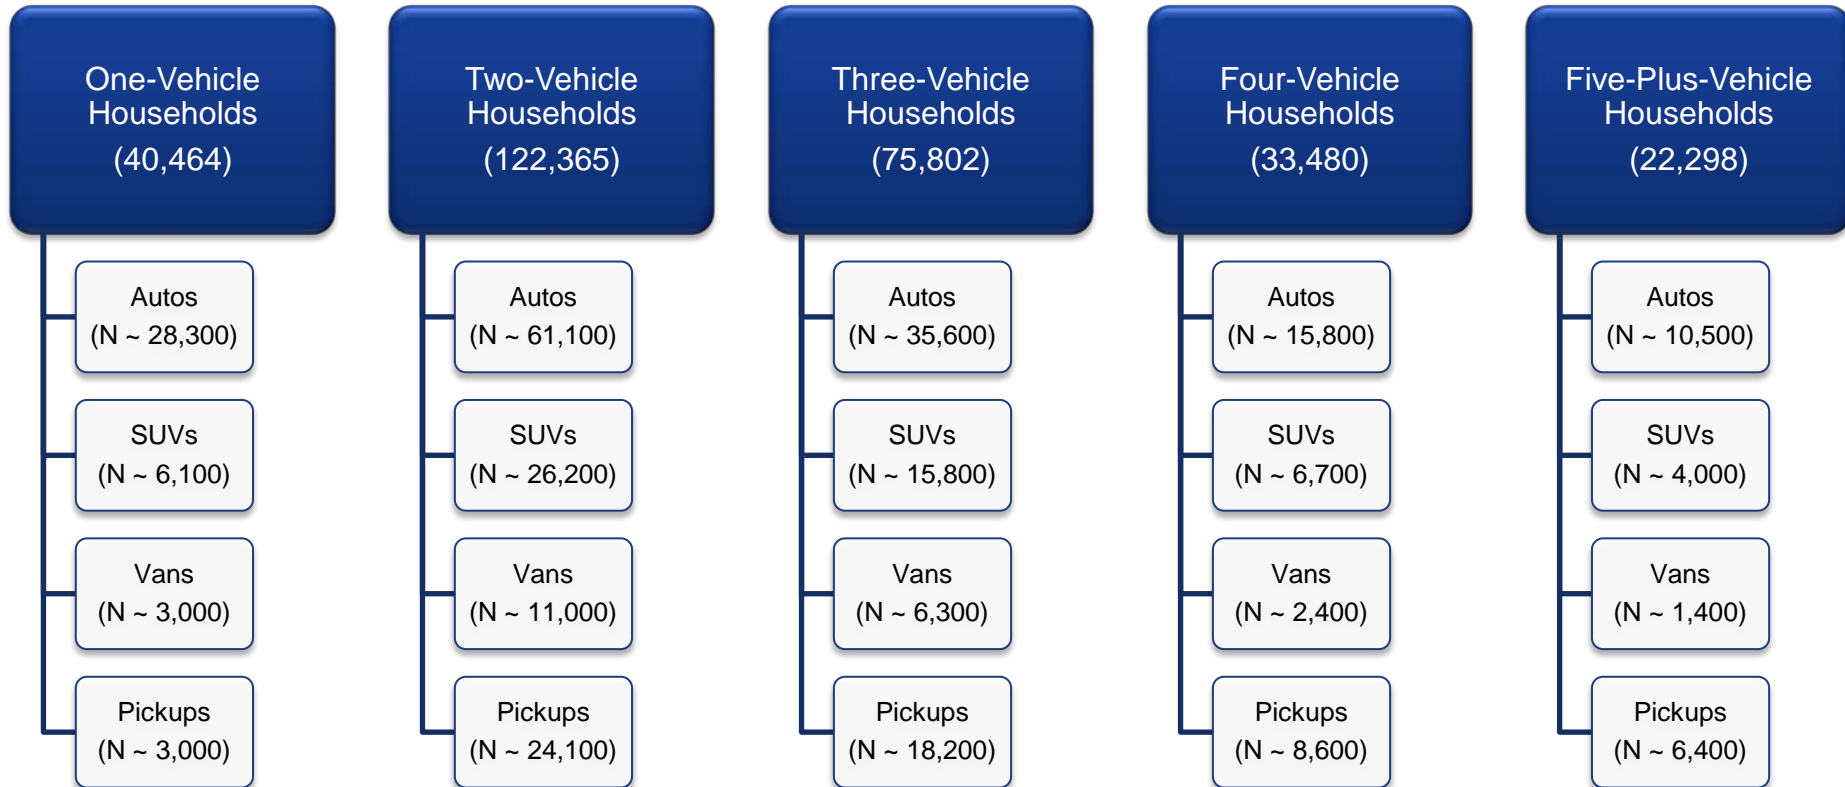 One-Vehicle
Households
(40,464)
Autos
(N ~ 28,300)
SUVs
(N ~ 6,100)
Vans
(N ~ 3,000)
Pickups
(N ~ 3,000)
Two-Vehicle
Households
(122,365)
Autos
(N ~ 61,100)
SUVs
(N ~ 26,200)
Vans
(N ~ 11,000)
Pickups
(N ~ 24,100)
Three-Vehicle
Households
(75,802)
Autos
(N ~ 35,600)
SUVs
(N ~ 15,800)
Vans
(N ~ 6,300)
Pickups
(N ~ 18,200)
Four-Vehicle
Households
(33,480)
Autos
(N ~ 15,800)
SUVs
(N ~ 6,700)
Vans
(N ~ 2,400)
Pickups
(N ~ 8,600)
Five-Plus-Vehicle
Households
(22,298)
Autos
(N ~ 10,500)
SUVs
(N ~ 4,000)
Vans
(N ~ 1,400)
Pickups
(N ~ 6,400)